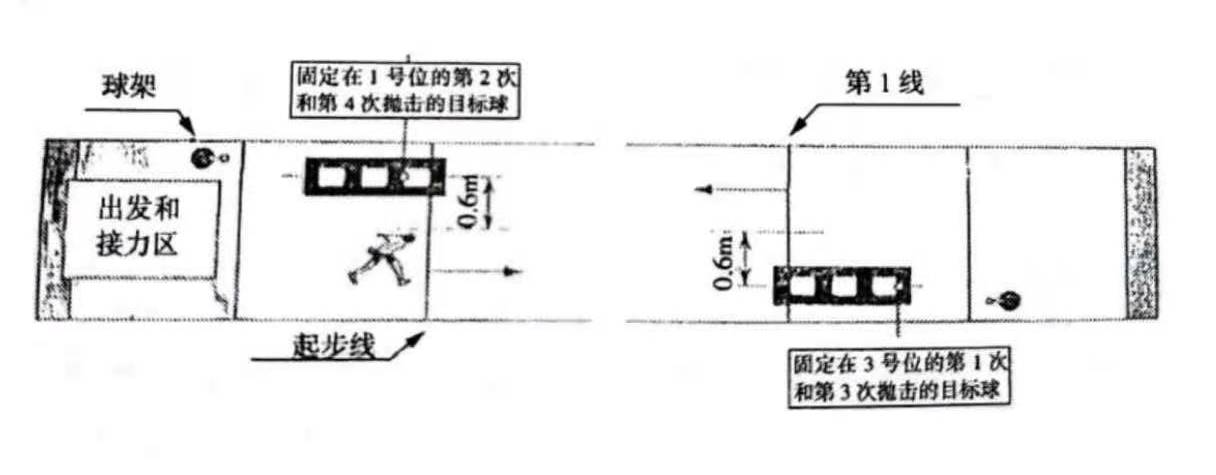 球架
固定在1号位的第2次
和第4次抛击的目标球
第1线
出发和
接力区
0.6m
0.6m
起步线
固定在3号位的第1次
和第3次抛击的目标球